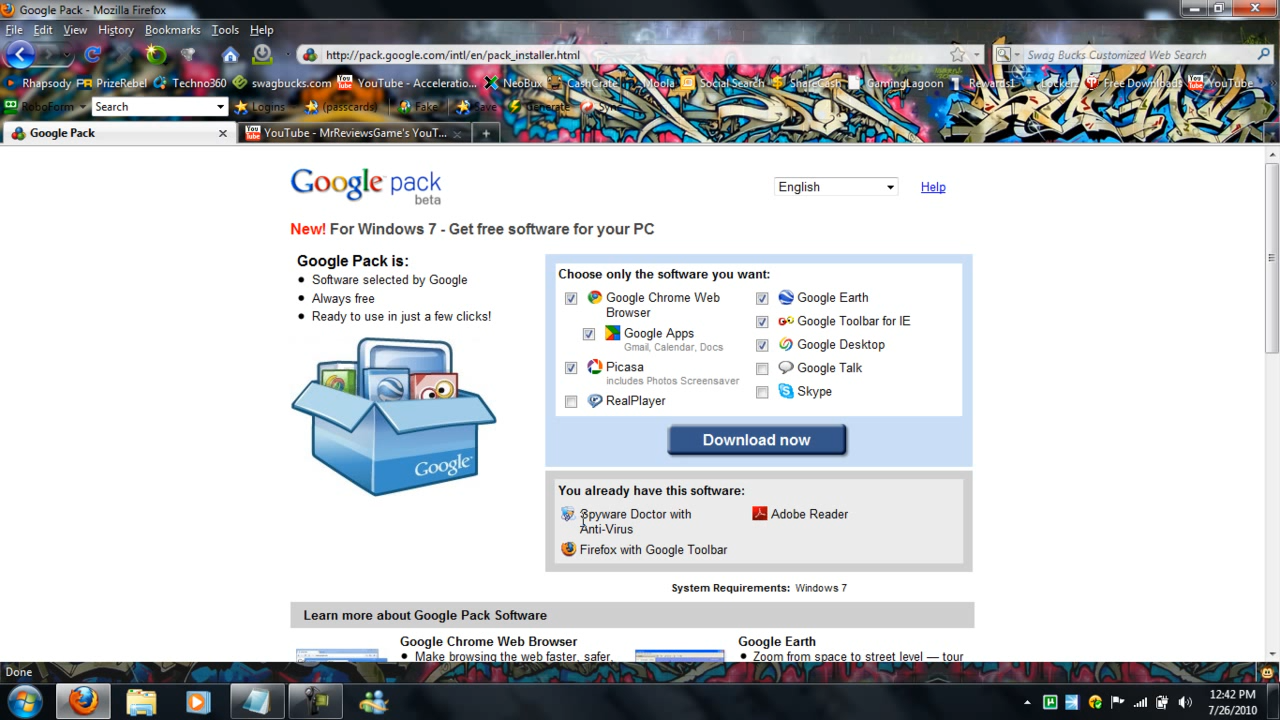 Google Pack - Mozilla Firefox
File Edit View History Bookmarks Tools Help
http://pack.google.com/intl/en/pack_installer.html
Swag Bucks Customized Web Search
Rhapsody PrizeRebel Techno360 swagbucks.com YouTube - Acceleratio... NeoBux CashCrate Moola Social Search ShareCash GamingLagoon Rewards1 Lockerz Free Downloads YouTube
RoboForm Search Logins (passcards) Fake Save Generate Sync
Google Pack
YouTube - MrReviewsGame's YouT...
Google pack
beta
English
Help
New! For Windows 7 - Get free software for your PC
Google Pack is:
Software selected by Google
Always free
Ready to use in just a few clicks!
Google
Choose only the software you want:
Google Chrome Web
Browser
Google Apps
Gmail, Calendar, Docs
Picasa
includes Photos Screensaver
RealPlayer
Google Earth
Google Toolbar for IE
Google Desktop
Google Talk
Skype
Download now
You already have this software:
Spyware Doctor with
Anti-Virus
Adobe Reader
Firefox with Google Toolbar
System Requirements: Windows 7
Learn more about Google Pack Software
Google Chrome Web Browser
Make browsing the web faster, safer,
Google Earth
Zoom from space to street level — tour
Done
12:42 PM
7/26/2010